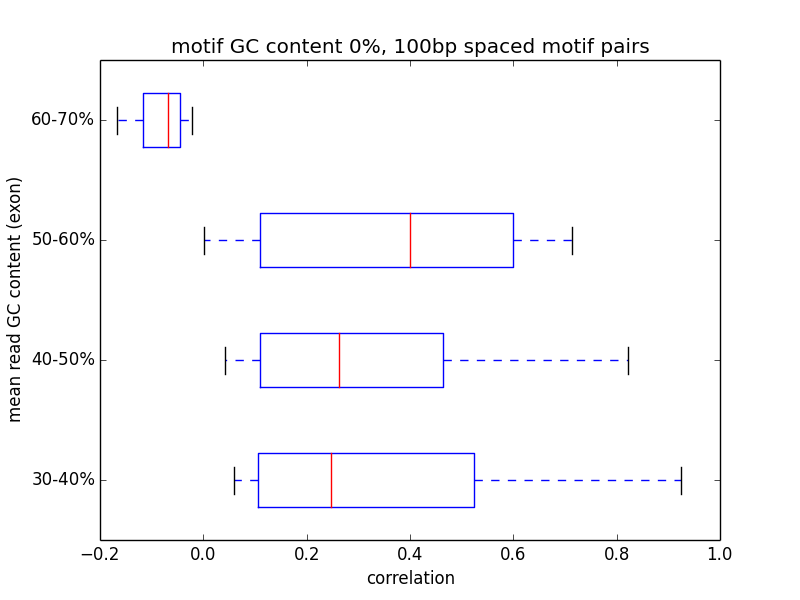 motif GC content 0%, 100bp spaced motif pairs
mean read GC content (exon)
60-70%
50-60%
40-50%
30-40%
−0.2 0.0 0.2 0.4 0.6 0.8 1.0
correlation